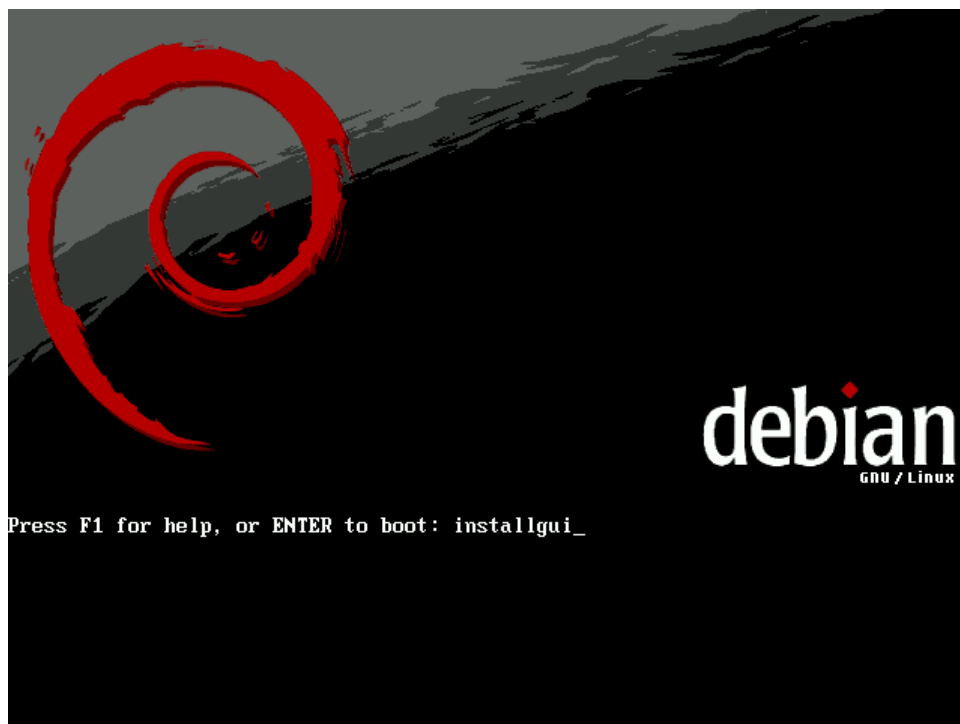 debian
GNU/Linux
Press F1 for help, or ENTER to boot: installgui_